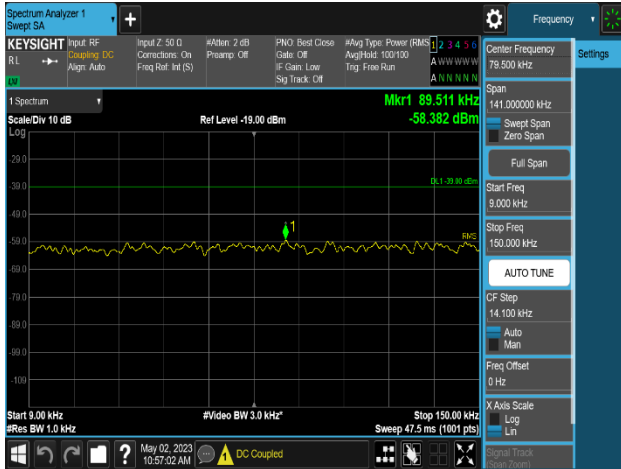 Spectrum Analyzer 1
Swept SA
+
Frequency
KEYSIGHT
RL
LXI
Input: RF
Coupling: DC
Align: Auto
Input Z: 50 Ω
Corrections: On
Freq Ref: Int (S)
#Atten: 2 dB
Preamp: Off
PNO: Best Close
Gate: Off
IF Gain: Low
Sig Track: Off
#Avg Type: Power (RMS
Avg|Hold: 100/100
Trig: Free Run
1 2 3 4 5 6
A W W W W W
A N N N N N
1 Spectrum
Scale/Div 10 dB
Ref Level -19.00 dBm
Mkr1 89.511 kHz
-58.382 dBm
Log
-29.0
-39.0
-49.0
-59.0
-69.0
-79.0
-89.0
-99.0
-109
DL1 -39.00 dBm
1
RMS
Start 9.00 kHz
#Video BW 3.0 kHz*
Stop 150.00 kHz
#Res BW 1.0 kHz
Sweep 47.5 ms (1001 pts)
Center Frequency
79.500 kHz
Settings
Span
141.000000 kHz
Swept Span
Zero Span
Full Span
Start Freq
9.000 kHz
Stop Freq
150.000 kHz
AUTO TUNE
CF Step
14.100 kHz
Auto
Man
Freq Offset
0 Hz
X Axis Scale
Log
Lin
Signal Track
(Span Zoom)
?
May 02, 2023
10:57:02 AM
DC Coupled